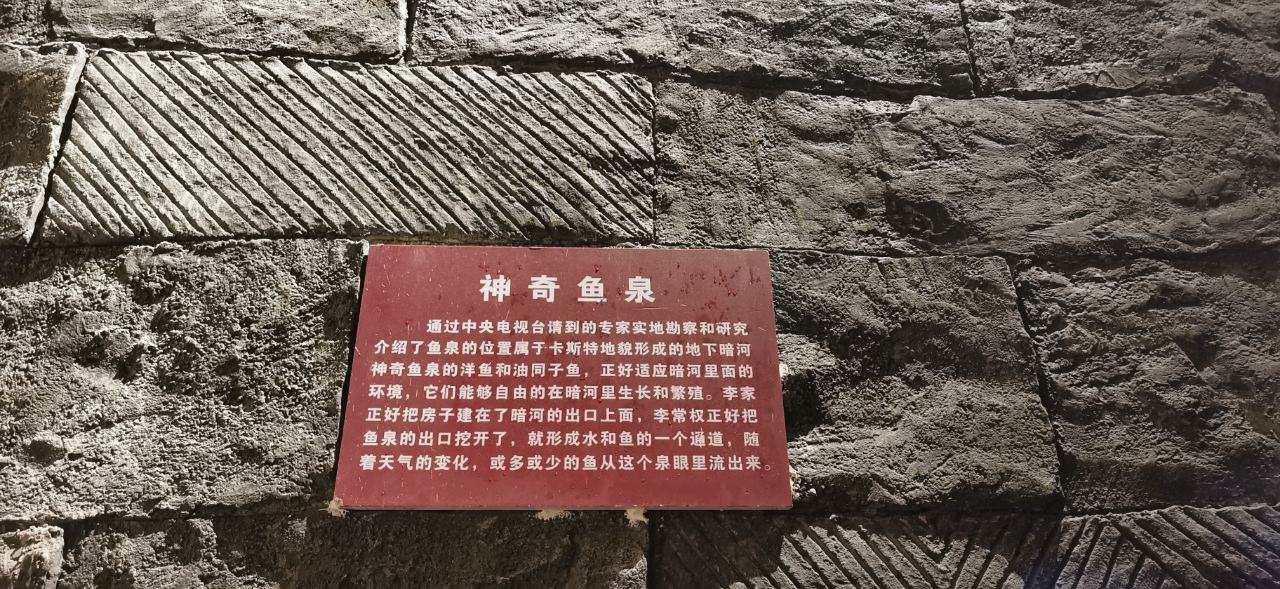 神奇鱼泉
通过中央电视台请到的专家实地勘察和研究
介绍了鱼泉的位置属于卡斯特地貌形成的地下暗河
神奇鱼泉的洋鱼和油同子鱼，正好适应暗河里面的
环境，它们能够自由的在暗河里生长和繁殖。李家
正好把房子建在了暗河的出口上面，李常权正好把
鱼泉的出口挖开了，就形成水和鱼的一个通道，随
着天气的变化，或多或少的鱼从这个泉眼里流出来。